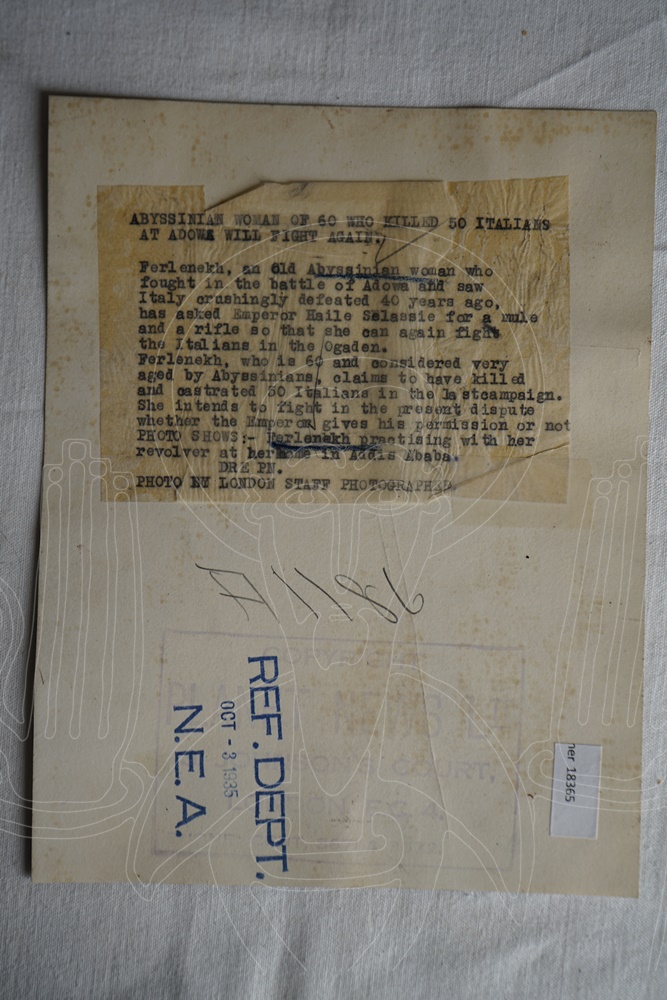 ABYSSINIAN WOMAN OF 60 WHO KILLED 50 ITALIANS
AT ADOWA WILL FIGHT AGAIN.
Ferlenekh, an old Abyssinian woman who
fought in the battle of Adowa and saw
Italy crushingly defeated 40 years ago,
has asked Emperor Haile Selassie for a mule
and a rifle so that she can again fight
the Italians in the Ogaden.
Ferlenekh, who is 60 and considered very
aged by Abyssinians, claims to have killed
and castrated 50 Italians in the lastcampaign.
She intends to fight in the present dispute
whether the Emperor gives his permission or not
PHOTO SHOWS:- Ferlenekh practising with her
revolver at her home in Addis Ababa.
DRE PN.
PHOTO BY LONDON STAFF PHOTOGRAPHER
REF. DEPT.
OCT - 3 1935
N.E.A.
ner 18365